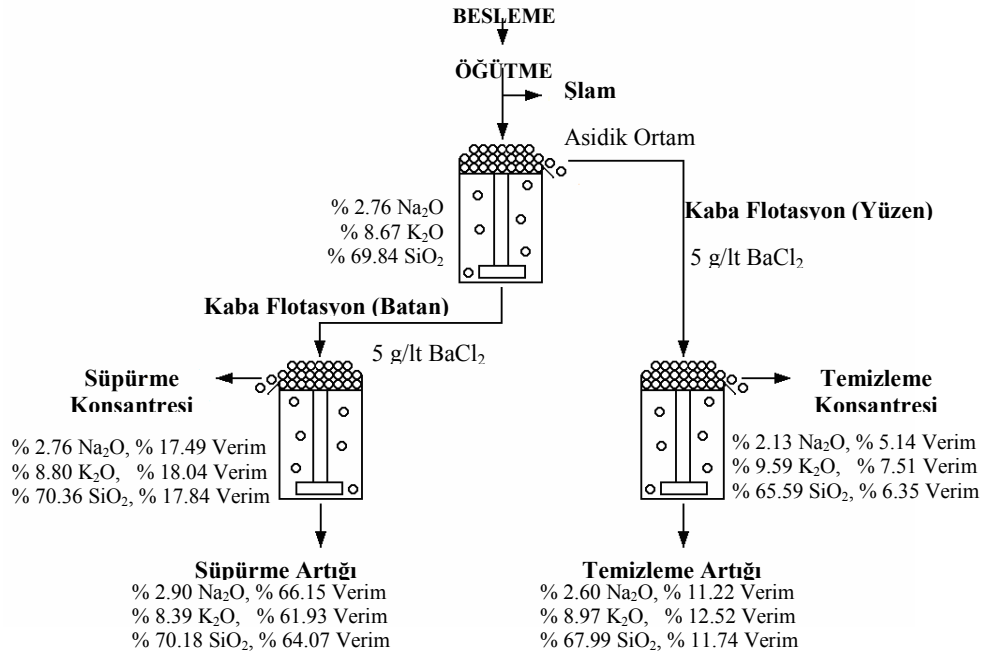 BESLEME
ÖĞÜTME
Şlam
Asidik Ortam
% 2.76 Na₂O
% 8.67 K₂O
% 69.84 SiO₂
Kaba Flotasyon (Yüzen)
5 g/lt BaCl₂
Kaba Flotasyon (Batan)
5 g/lt BaCl₂
Süpürme
Konsantresi
% 2.76 Na₂O, % 17.49 Verim
% 8.80 K₂O, % 18.04 Verim
% 70.36 SiO₂, % 17.84 Verim
Temizleme
Konsantresi
% 2.13 Na₂O, % 5.14 Verim
% 9.59 K₂O, % 7.51 Verim
% 65.59 SiO₂, % 6.35 Verim
Süpürme Artığı
% 2.90 Na₂O, % 66.15 Verim
% 8.39 K₂O, % 61.93 Verim
% 70.18 SiO₂, % 64.07 Verim
Temizleme Artığı
% 2.60 Na₂O, % 11.22 Verim
% 8.97 K₂O, % 12.52 Verim
% 67.99 SiO₂, % 11.74 Verim